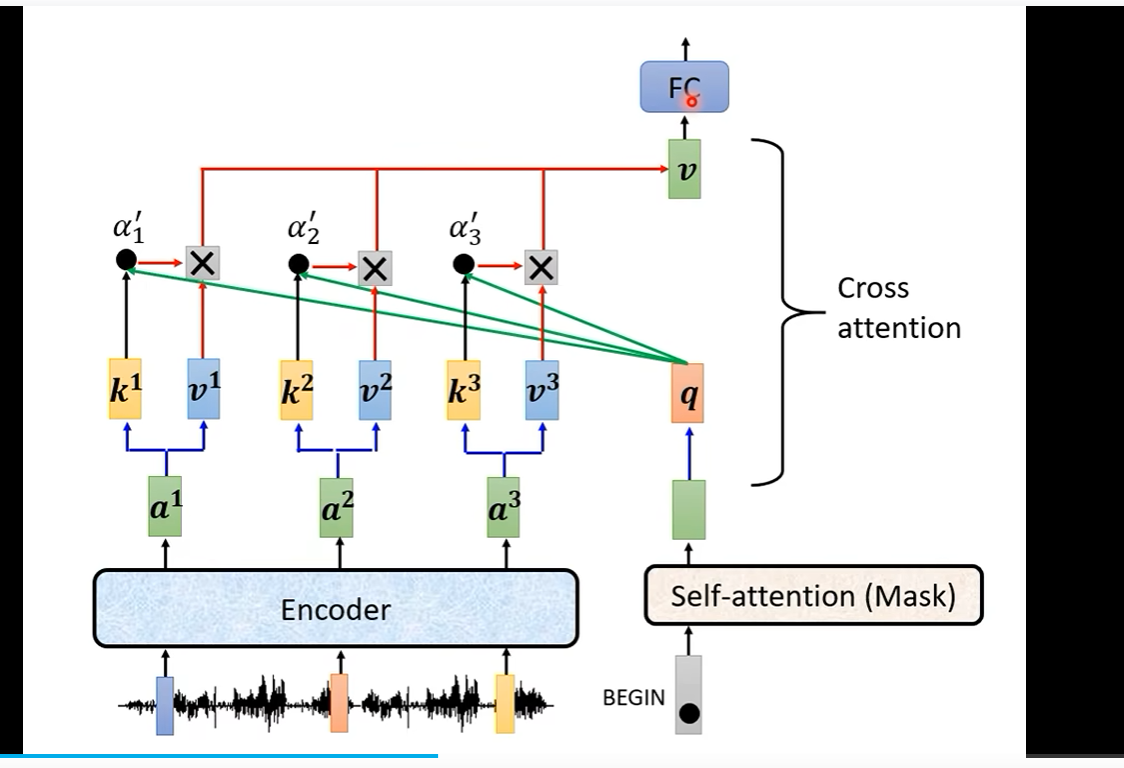 FC
v
α′₁ α′₂ α′₃
Cross
attention
k¹ v¹ k² v² k³ v³ q
a¹ a² a³
Encoder
Self-attention (Mask)
BEGIN